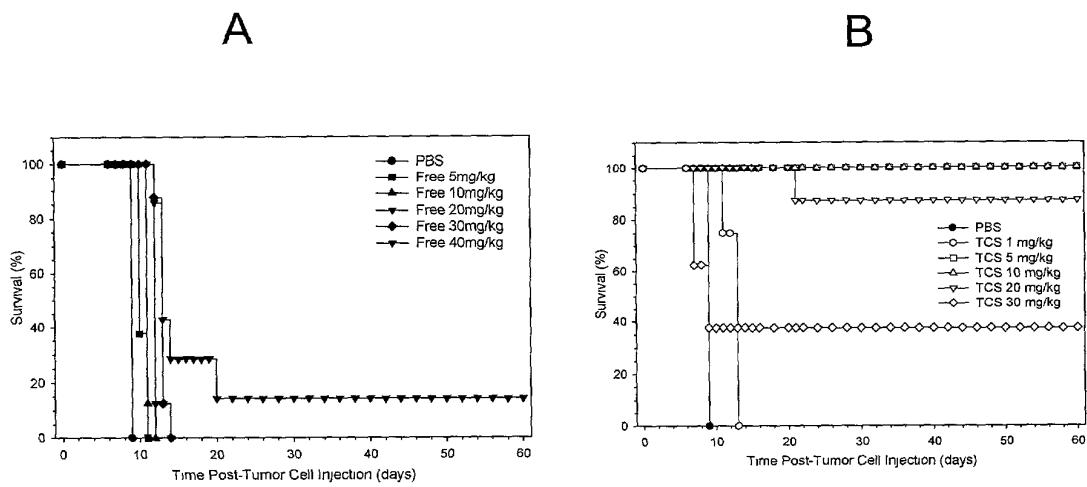 A
B
100
80
60
40
20
0
Survival (%)
PBS
Free 5mg/kg
Free 10mg/kg
Free 20mg/kg
Free 30mg/kg
Free 40mg/kg
0 10 20 30 40 50 60
Time Post-Tumor Cell Injection (days)
100
80
60
40
20
0
Survival (%)
PBS
TCS 1 mg/kg
TCS 5 mg/kg
TCS 10 mg/kg
TCS 20 mg/kg
TCS 30 mg/kg
0 10 20 30 40 50 60
Time Post-Tumor Cell Injection (days)